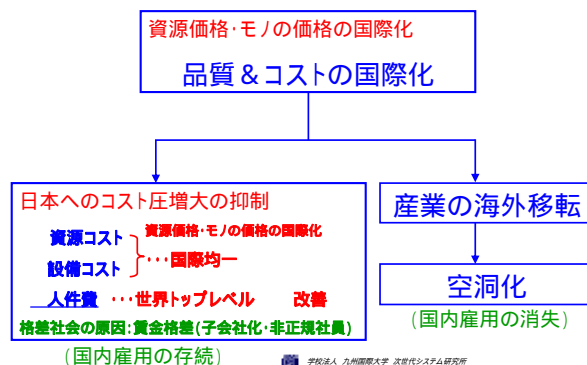 資源価格・モノの価格の国際化
品質＆コストの国際化
日本へのコスト圧増大の抑制
資源コスト
資源価格・モノの価格の国際化
設備コスト
・・・国際均一
人件費 ・・・世界トップレベル 改善
格差社会の原因:賃金格差(子会社化・非正規社員)
(国内雇用の存続)
産業の海外移転
空洞化
(国内雇用の消失)
学校法人 九州国際大学 次世代システム研究所